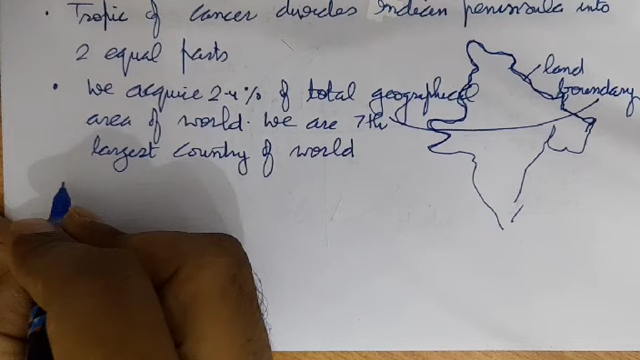 • Tropic of Cancer divides Indian peninsula into
2 equal parts
• We acquire 2.4% of total geographical
area of world. We are 7th
largest country of world
land
boundary